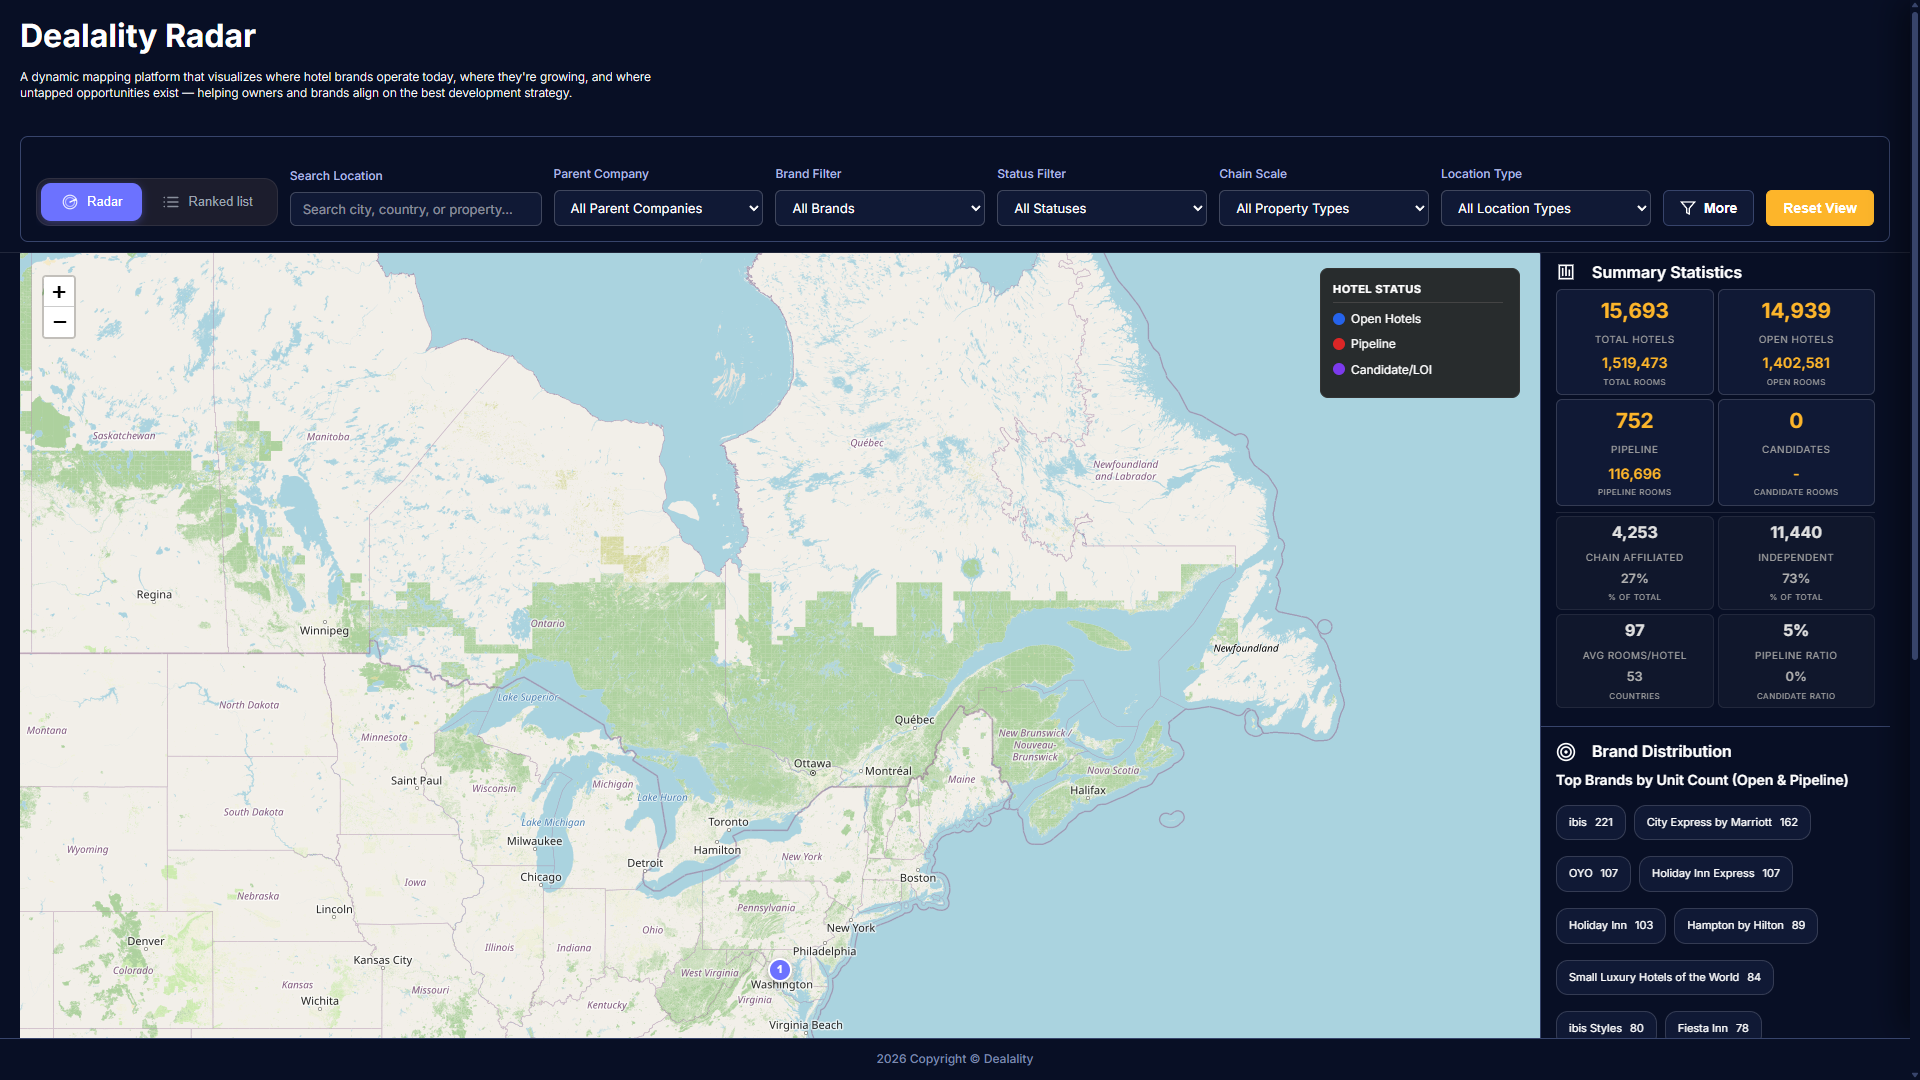 Dealality Radar
A dynamic mapping platform that visualizes where hotel brands operate today, where they're growing, and where
untapped opportunities exist — helping owners and brands align on the best development strategy.
Radar
Ranked list
Search Location
Search city, country, or property...
Parent Company
All Parent Companies
Brand Filter
All Brands
Status Filter
All Statuses
Chain Scale
All Property Types
Location Type
All Location Types
More
Reset View
+
−
HOTEL STATUS
Open Hotels
Pipeline
Candidate/LOI
Saskatchewan
Manitoba
Québec
Newfoundland
and Labrador
Regina
Winnipeg
Ontario
Newfoundland
Lake Superior
North Dakota
Montana
Minnesota
Québec
New Brunswick /
Nouveau-
Brunswick
Ottawa
Montréal
Maine
Nova Scotia
Halifax
Saint Paul
Wisconsin
Michigan
Lake Huron
South Dakota
Lake Michigan
Toronto
Milwaukee
Hamilton
Wyoming
New York
Detroit
Chicago
Boston
Iowa
Nebraska
Lincoln
Pennsylvania
New York
Ohio
Denver
Illinois
Indiana
Philadelphia
Kansas City
Colorado
West Virginia
1
Washington
Kansas
Missouri
Wichita
Kentucky
Virginia
Virginia Beach
Summary Statistics
15,693
TOTAL HOTELS
1,519,473
TOTAL ROOMS
14,939
OPEN HOTELS
1,402,581
OPEN ROOMS
752
PIPELINE
116,696
PIPELINE ROOMS
0
CANDIDATES
-
CANDIDATE ROOMS
4,253
CHAIN AFFILIATED
27%
% OF TOTAL
11,440
INDEPENDENT
73%
% OF TOTAL
97
AVG ROOMS/HOTEL
53
COUNTRIES
5%
PIPELINE RATIO
0%
CANDIDATE RATIO
Brand Distribution
Top Brands by Unit Count (Open & Pipeline)
ibis 221
City Express by Marriott 162
OYO 107
Holiday Inn Express 107
Holiday Inn 103
Hampton by Hilton 89
Small Luxury Hotels of the World 84
ibis Styles 80
Fiesta Inn 78
2026 Copyright © Dealality